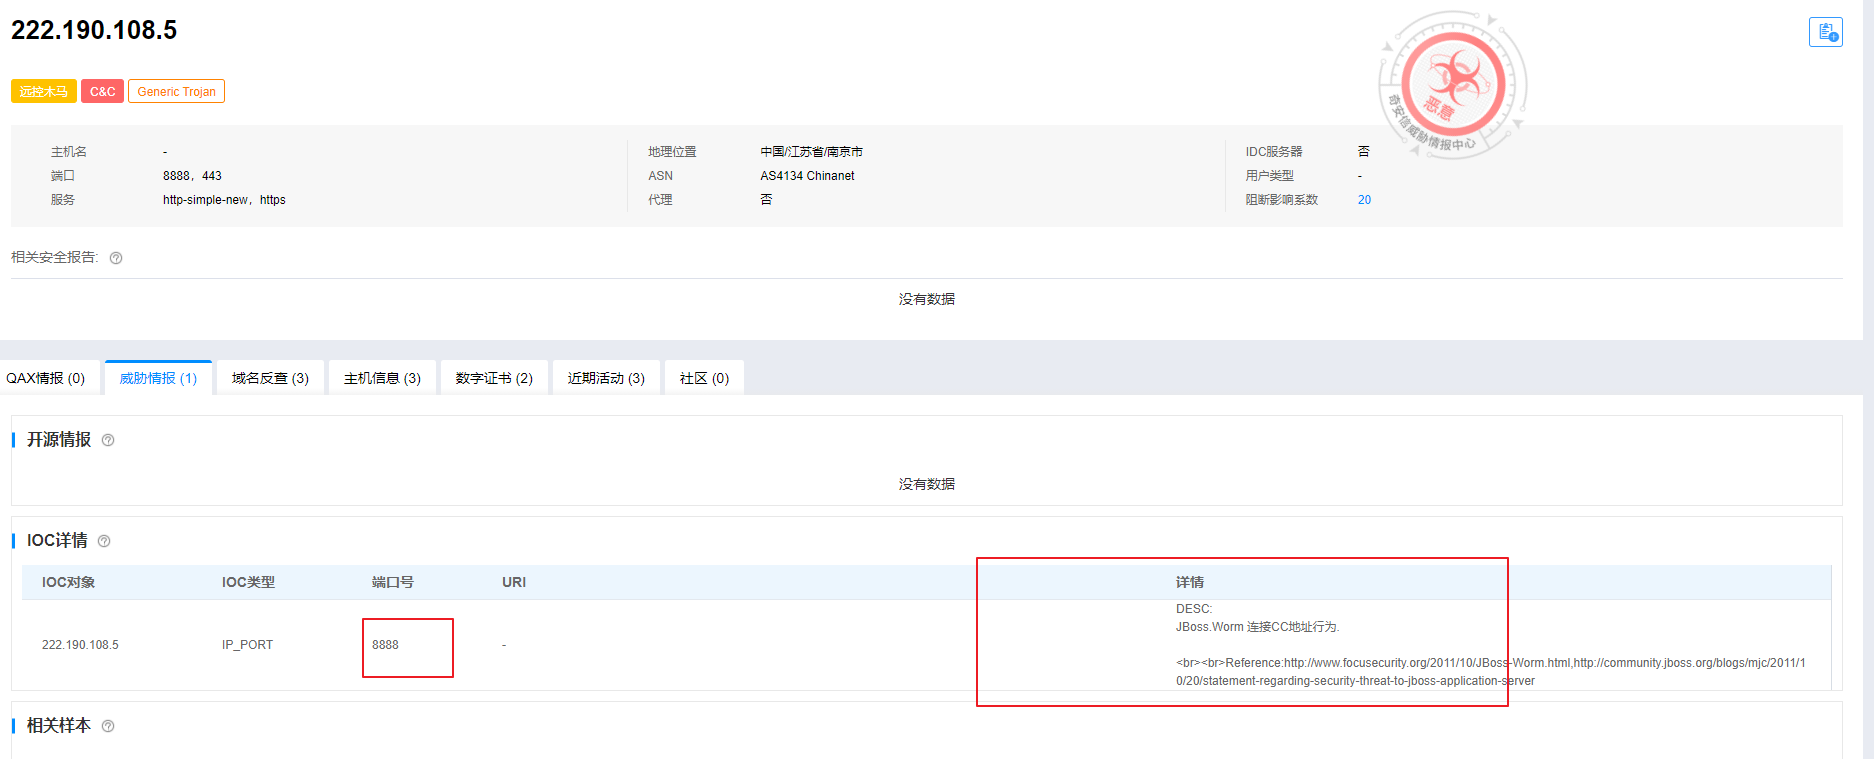 222.190.108.5
远控木马 C&C Generic Trojan
恶意
奇安信威胁情报中心
主机名 - 地理位置 中国/江苏省/南京市 IDC服务器 否
端口 8888，443 ASN AS4134 Chinanet 用户类型 -
服务 http-simple-new，https 代理 否 阻断影响系数 20
相关安全报告:
没有数据
QAX情报 (0) 威胁情报 (1) 域名反查 (3) 主机信息 (3) 数字证书 (2) 近期活动 (3) 社区 (0)
开源情报
没有数据
IOC详情
IOC对象 IOC类型 端口号 URI 详情
222.190.108.5 IP_PORT 8888 -
DESC:
JBoss.Worm 连接CC地址行为.
<br><br>Reference:http://www.focusecurity.org/2011/10/JBoss-Worm.html,http://community.jboss.org/blogs/mjc/2011/1
0/20/statement-regarding-security-threat-to-jboss-application-server
相关样本